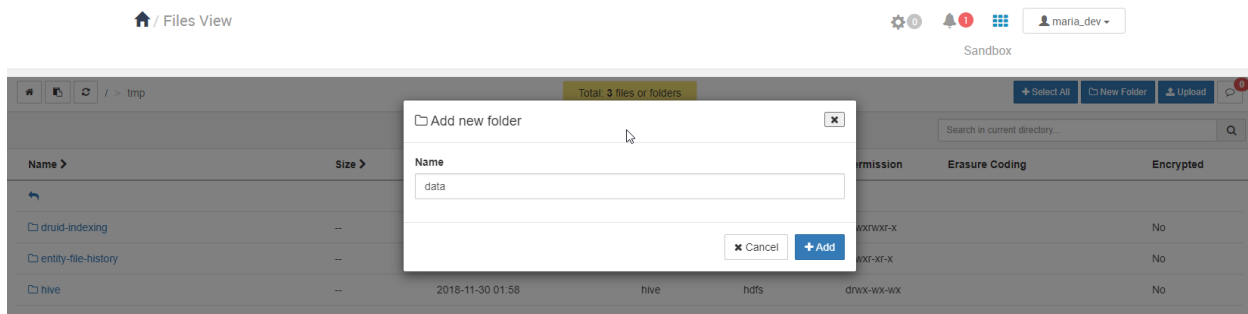 / Files View
0
1
maria_dev
Sandbox
/ > tmp
Total: 3 files or folders
Select All
New Folder
Upload
0
Add new folder
Search in current directory...
Name
Size
Name
ermission
Erasure Coding
Encrypted
data
druid-indexing
--
wxrwxr-x
No
Cancel
Add
entity-file-history
--
wxr-xr-x
No
hive
--
2018-11-30 01:58
hive
hdfs
drwx-wx-wx
No